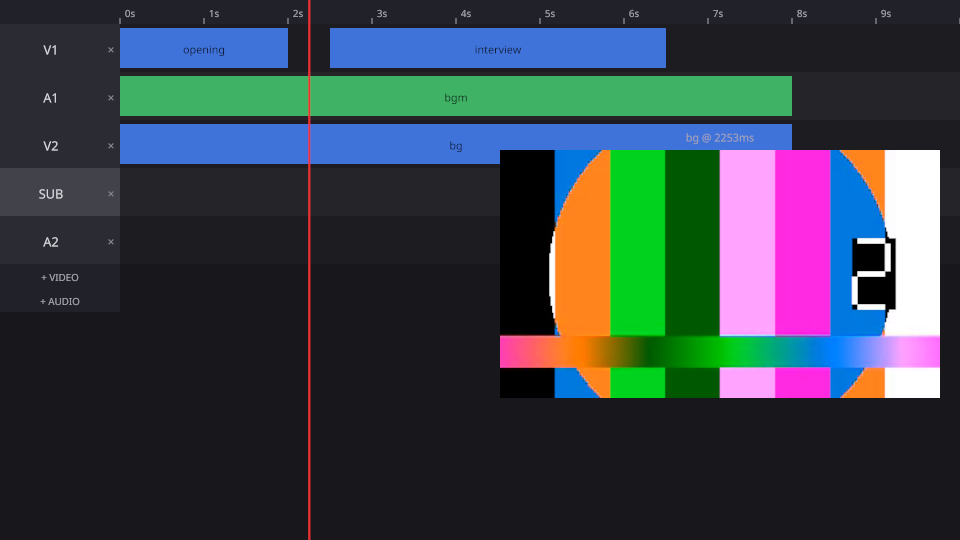 0s 1s 2s 3s 4s 5s 6s 7s 8s 9s
V1 × opening interview
A1 × bgm
V2 × bg bg @ 2253ms
SUB ×
2
A2 ×
+ VIDEO
+ AUDIO